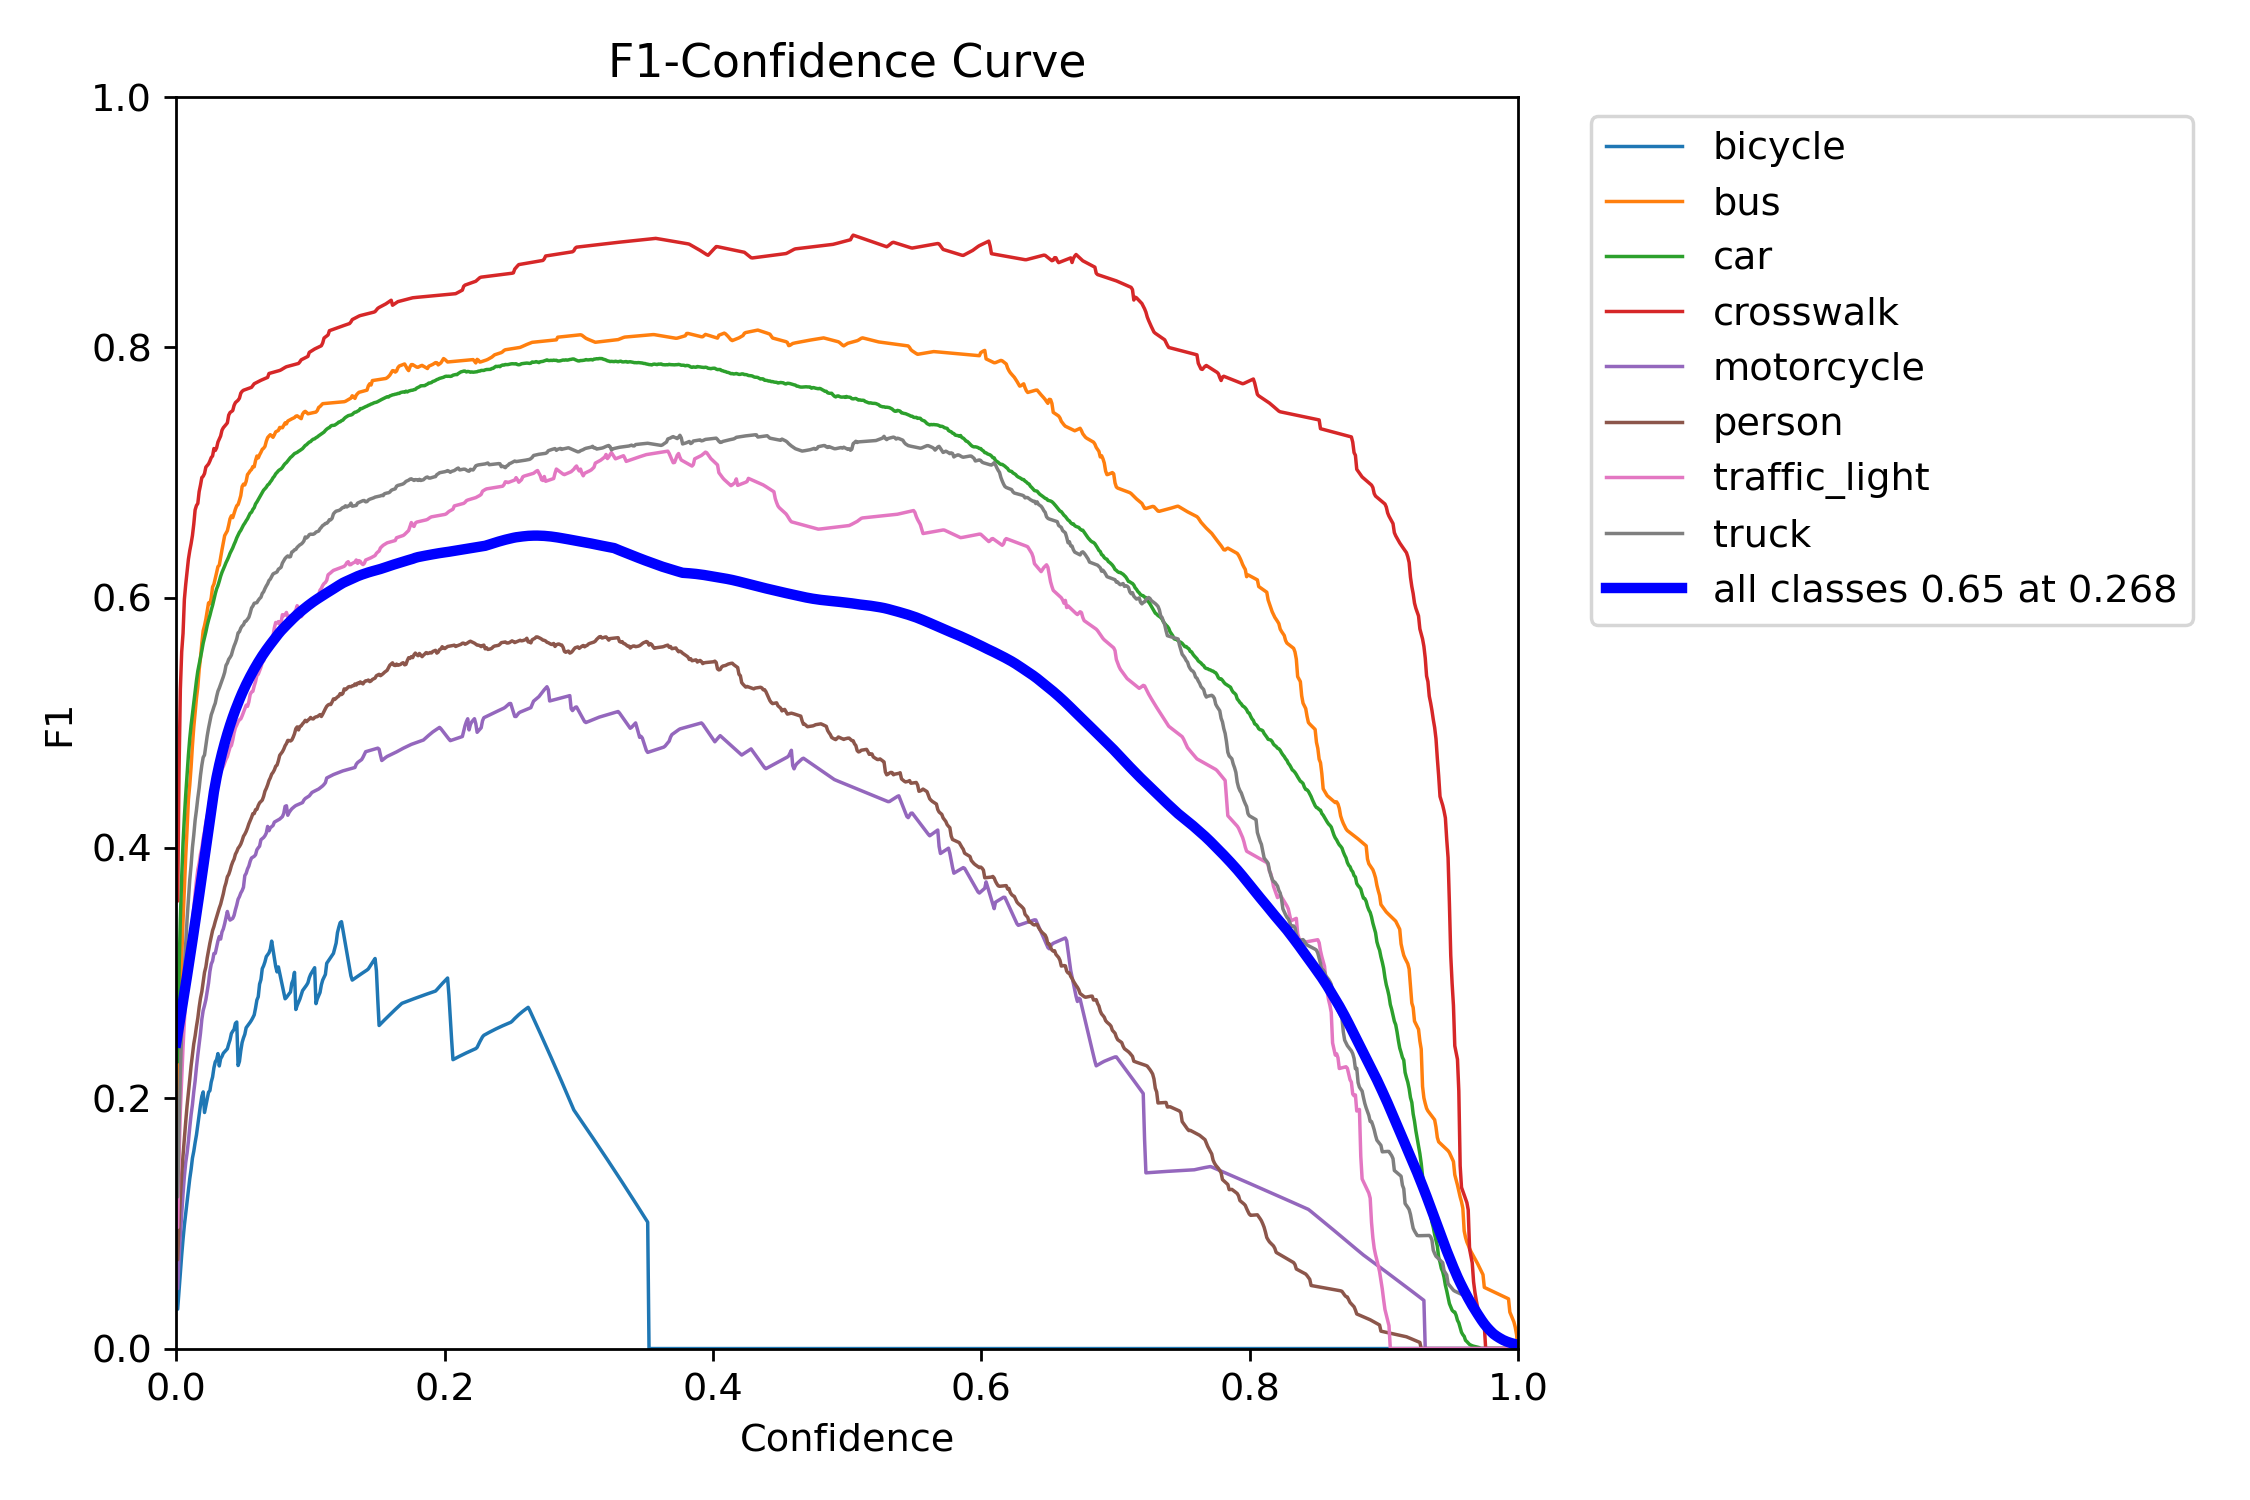 F1-Confidence Curve
1.0
0.8
0.6
0.4
0.2
0.0
F1
0.0 0.2 0.4 0.6 0.8 1.0
Confidence
bicycle
bus
car
crosswalk
motorcycle
person
traffic_light
truck
all classes 0.65 at 0.268